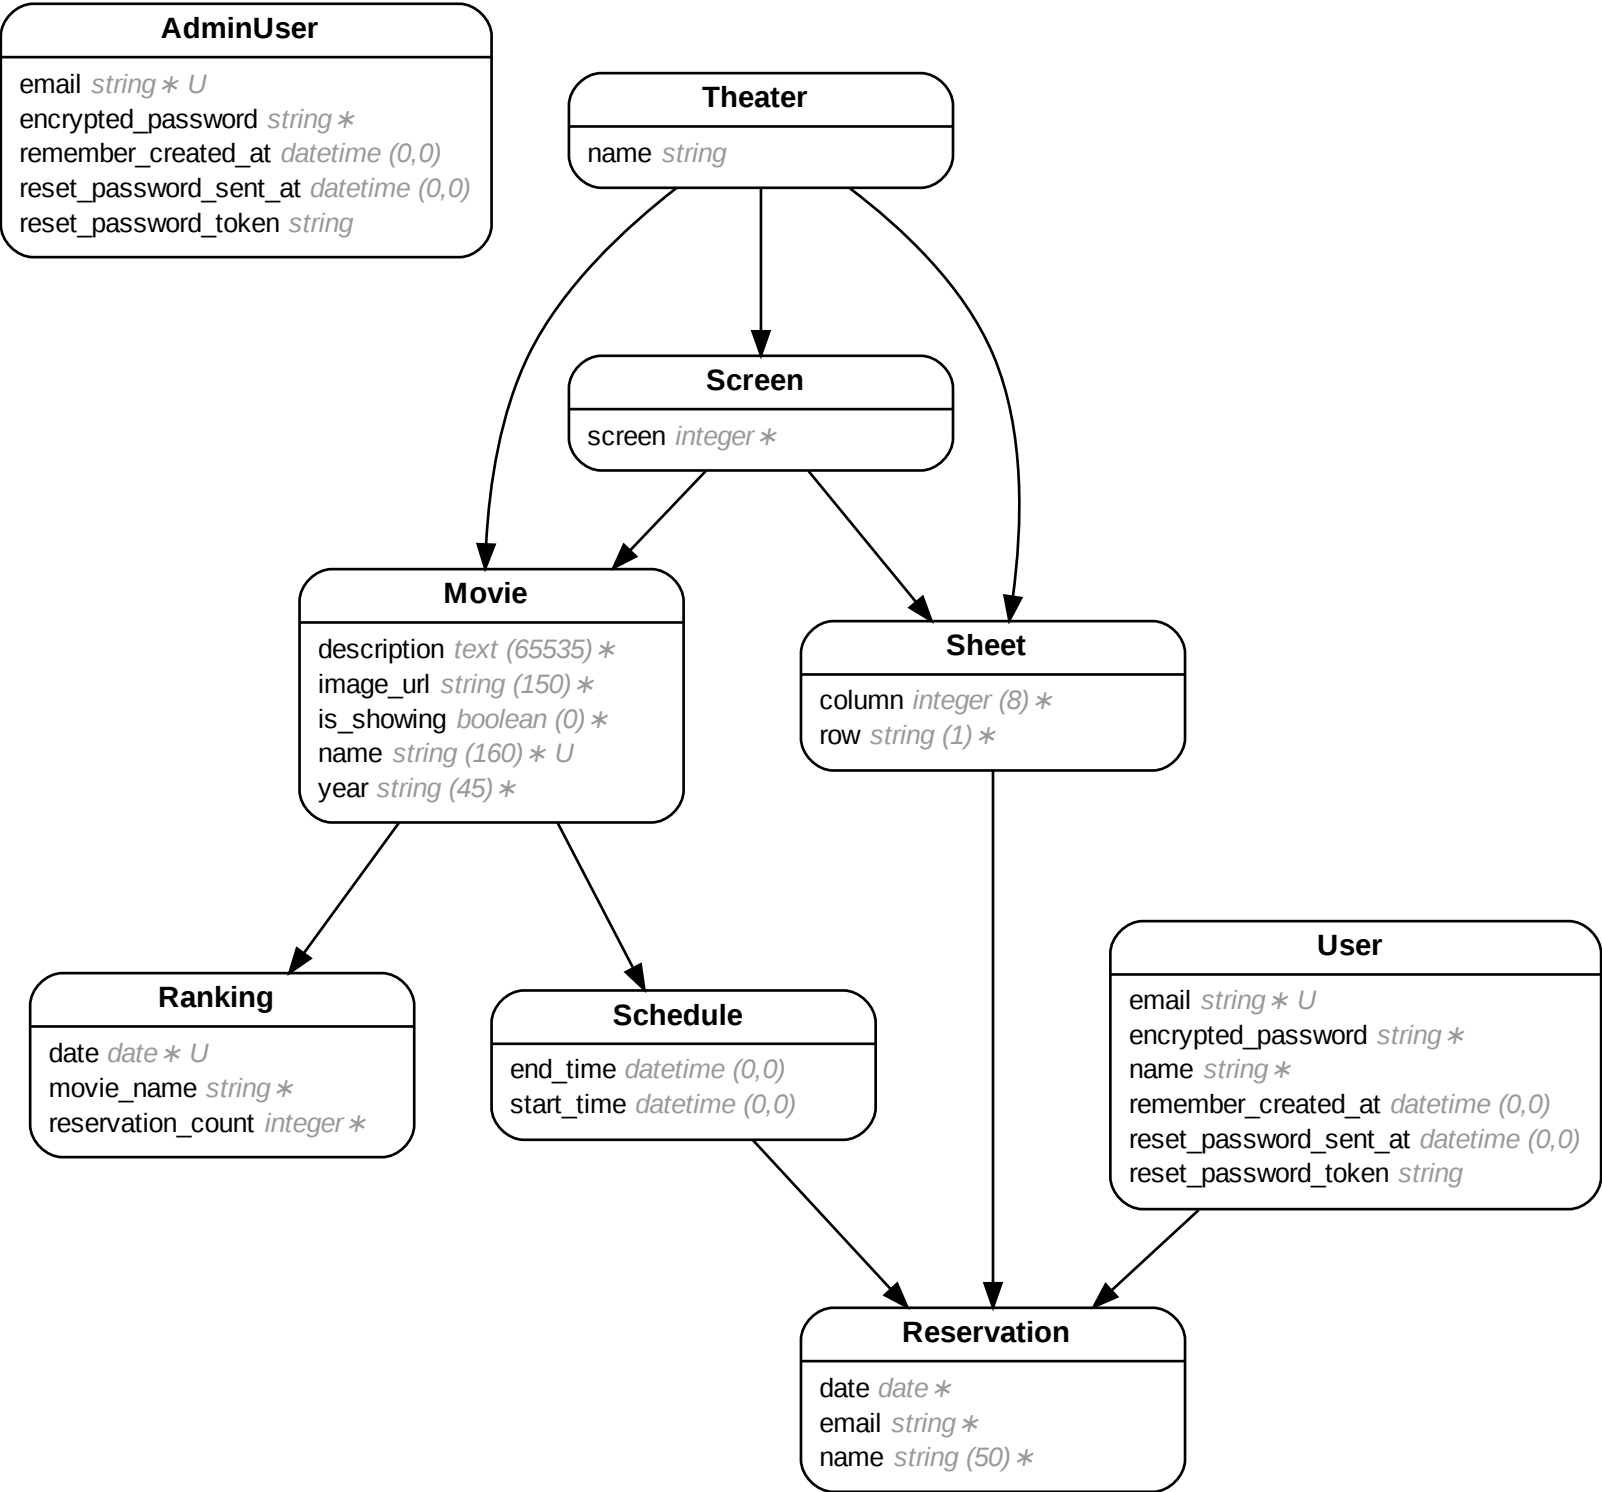 AdminUser
email string∗ U
encrypted_password string∗
remember_created_at datetime (0,0)
reset_password_sent_at datetime (0,0)
reset_password_token string
Theater
name string
Screen
screen integer∗
Movie
description text (65535)∗
image_url string (150)∗
is_showing boolean (0)∗
name string (160)∗ U
year string (45)∗
Sheet
column integer (8)∗
row string (1)∗
Ranking
date date∗ U
movie_name string∗
reservation_count integer∗
Schedule
end_time datetime (0,0)
start_time datetime (0,0)
User
email string∗ U
encrypted_password string∗
name string∗
remember_created_at datetime (0,0)
reset_password_sent_at datetime (0,0)
reset_password_token string
Reservation
date date∗
email string∗
name string (50)∗